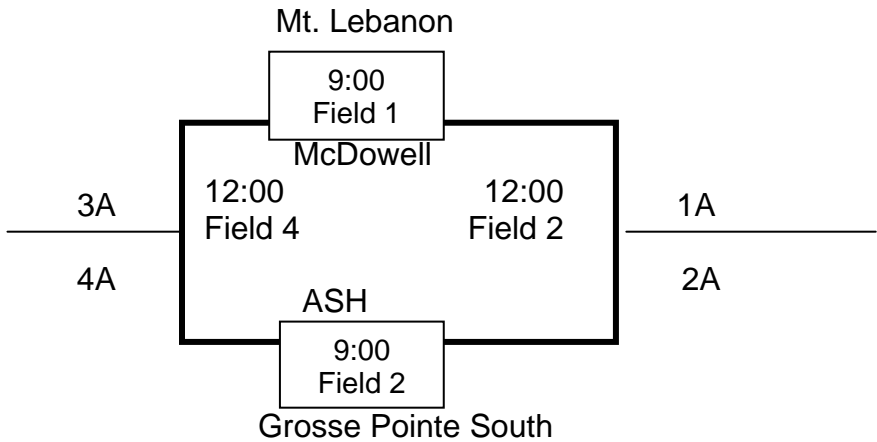 Mt. Lebanon
9:00
Field 1
McDowell
12:00
Field 4
12:00
Field 2
3A
4A
1A
2A
ASH
9:00
Field 2
Grosse Pointe South